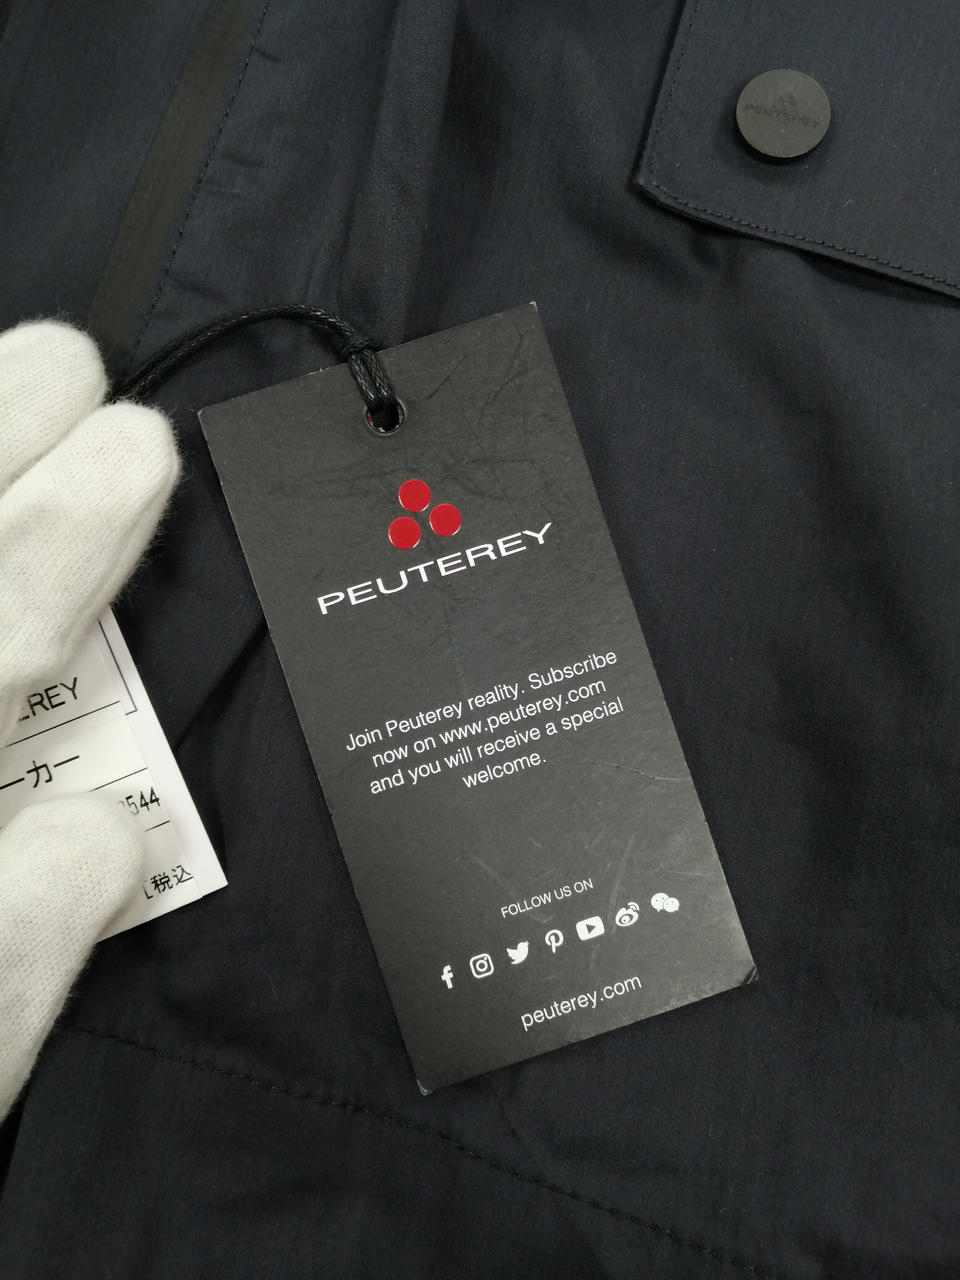 PEUTEREY
PEUTEREY
Join Peuterey reality. Subscribe
now on www.peuterey.com
and you will receive a special
welcome.
FOLLOW US ON
peuterey.com
EREY
ーカー
3544
税込